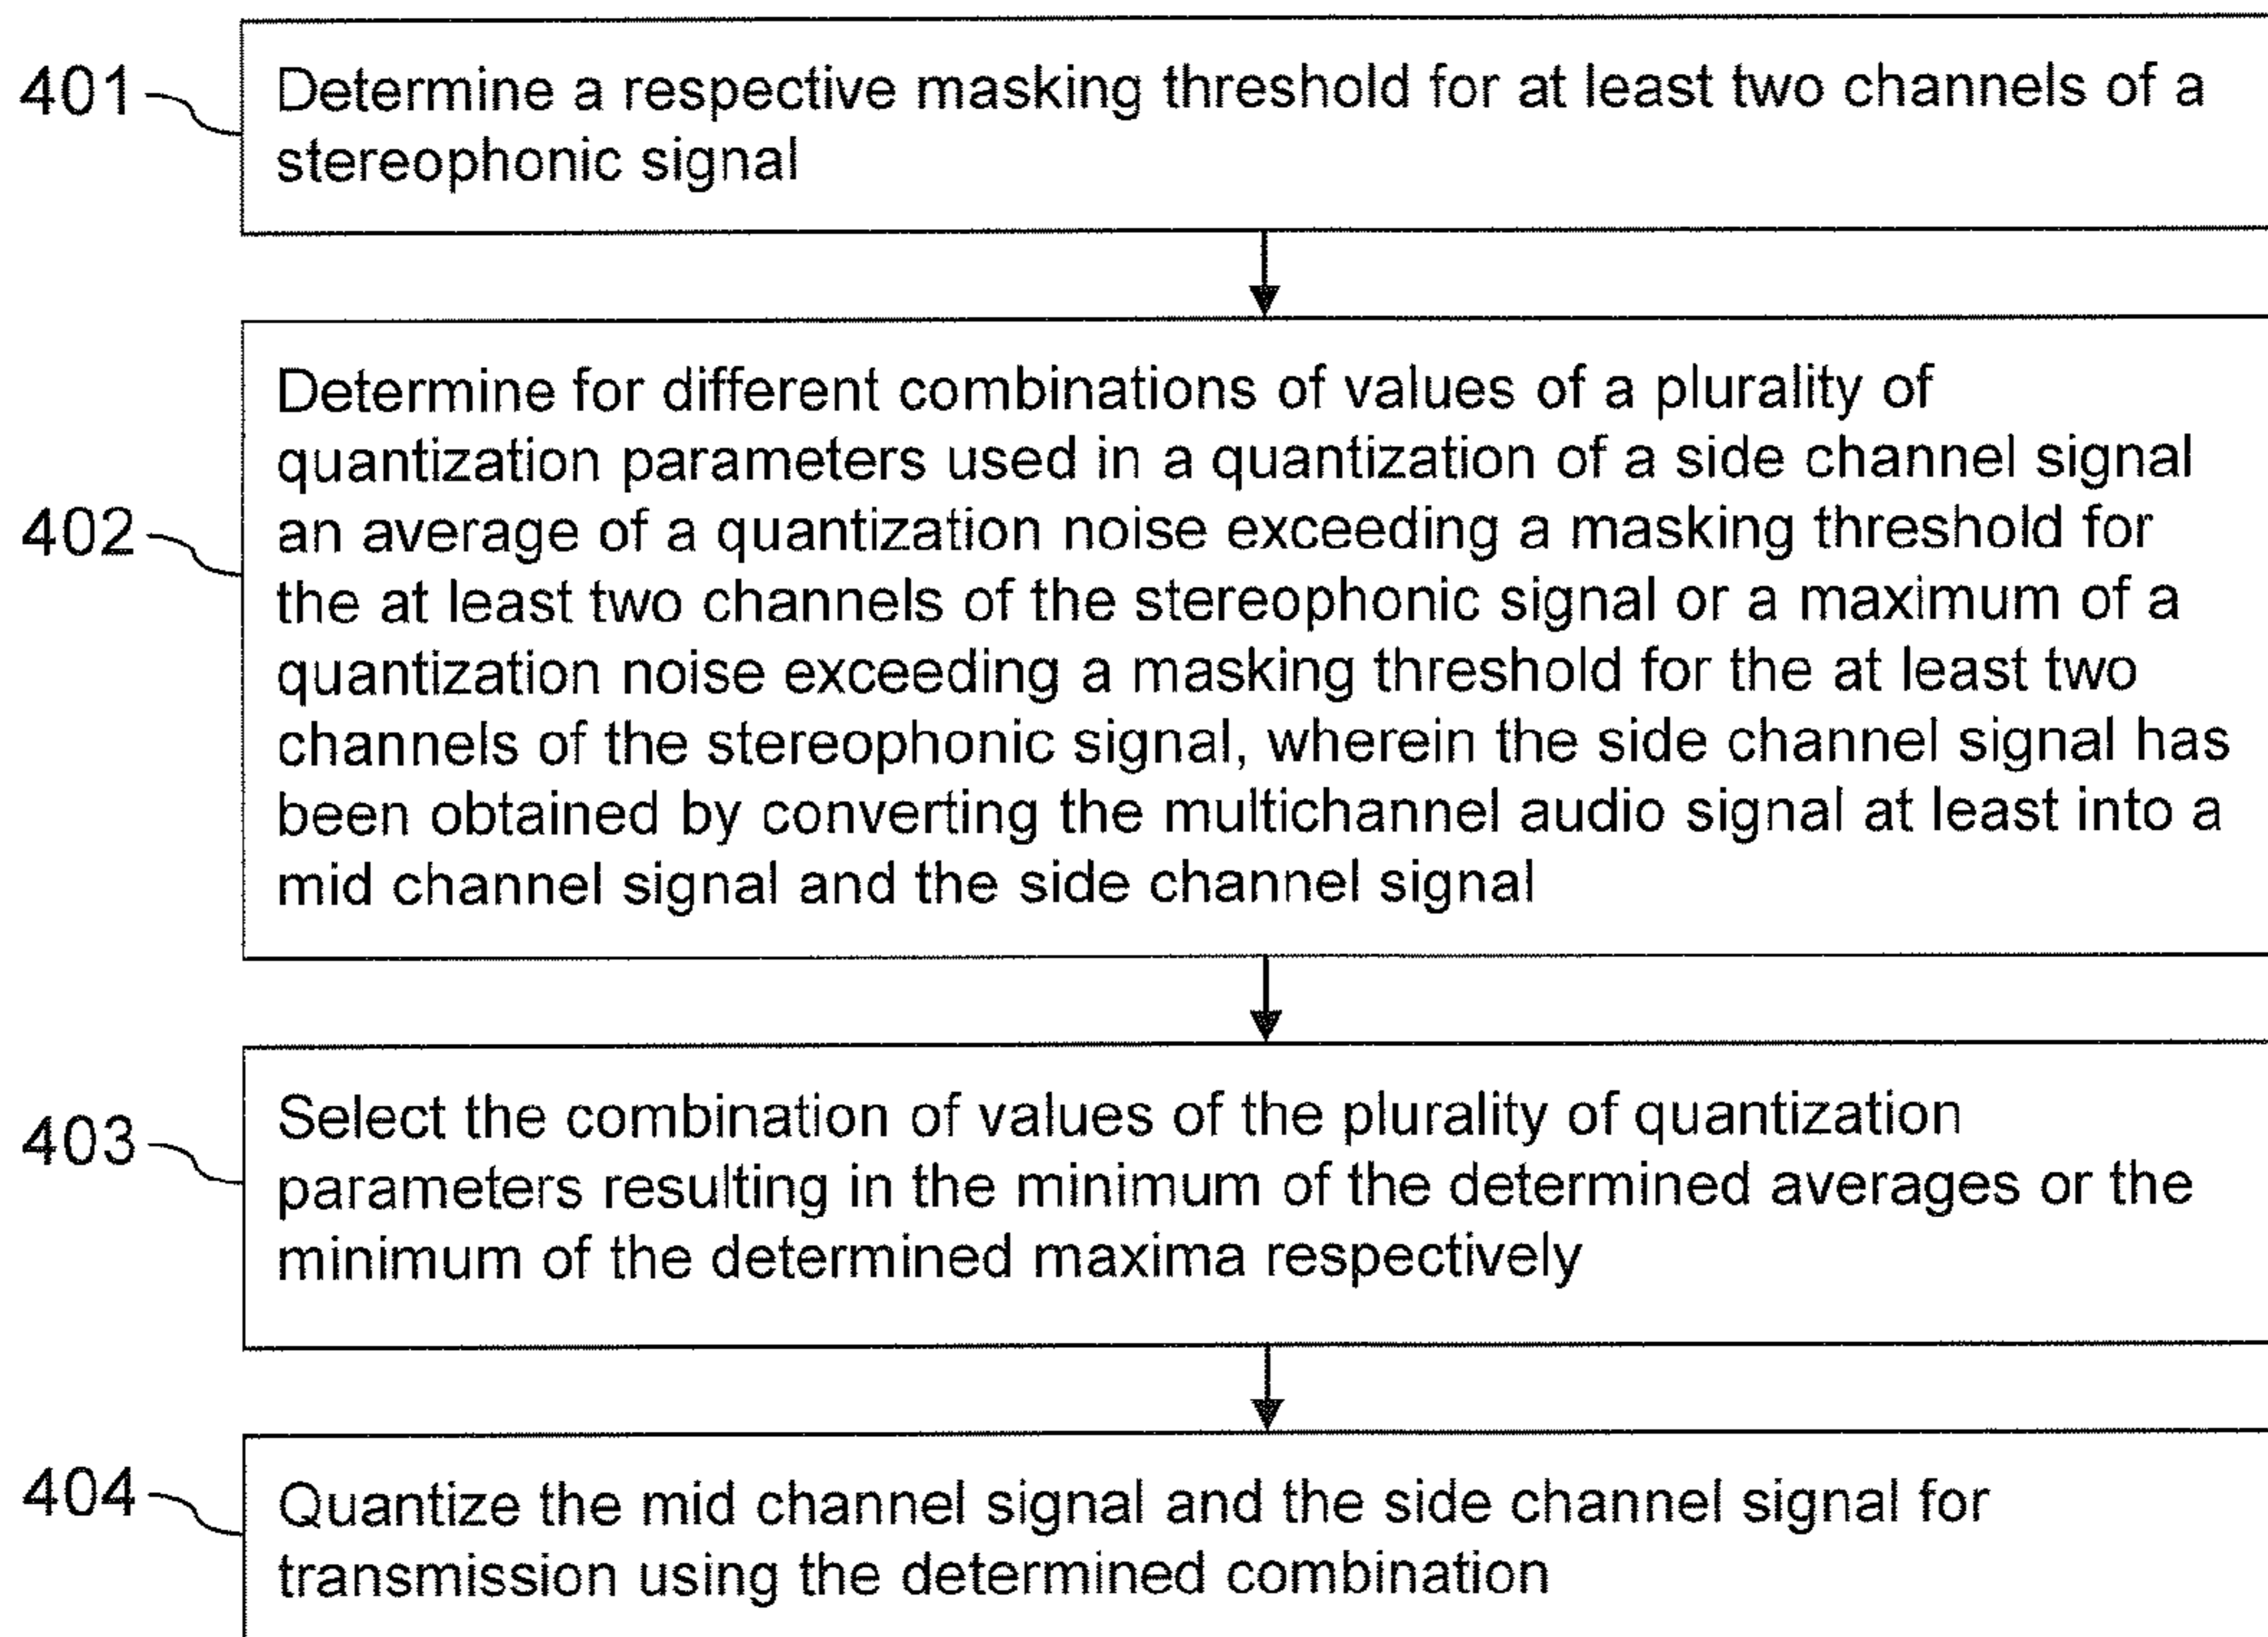 401
Determine a respective masking threshold for at least two channels of a
stereophonic signal
402
Determine for different combinations of values of a plurality of
quantization parameters used in a quantization of a side channel signal
an average of a quantization noise exceeding a masking threshold for
the at least two channels of the stereophonic signal or a maximum of a
quantization noise exceeding a masking threshold for the at least two
channels of the stereophonic signal, wherein the side channel signal has
been obtained by converting the multichannel audio signal at least into a
mid channel signal and the side channel signal
403
Select the combination of values of the plurality of quantization
parameters resulting in the minimum of the determined averages or the
minimum of the determined maxima respectively
404
Quantize the mid channel signal and the side channel signal for
transmission using the determined combination